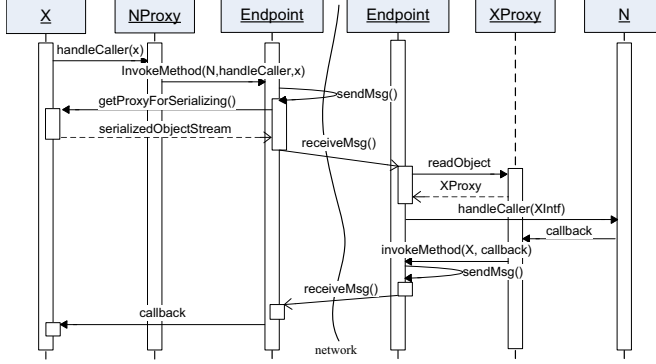 X NProxy Endpoint Endpoint XProxy N
handleCaller(x)
InvokeMethod(N,handleCaller,x)
sendMsg()
getProxyForSerializing()
serializedObjectStream
receiveMsg()
readObject
XProxy
handleCaller(XIntf)
callback
invokeMethod(X, callback)
sendMsg()
receiveMsg()
callback
network